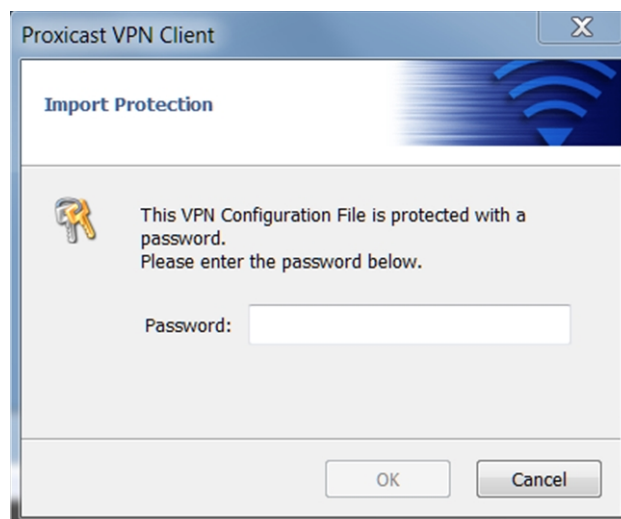 Proxicast VPN Client
X
Import Protection
This VPN Configuration File is protected with a
password.
Please enter the password below.
Password:
OK
Cancel